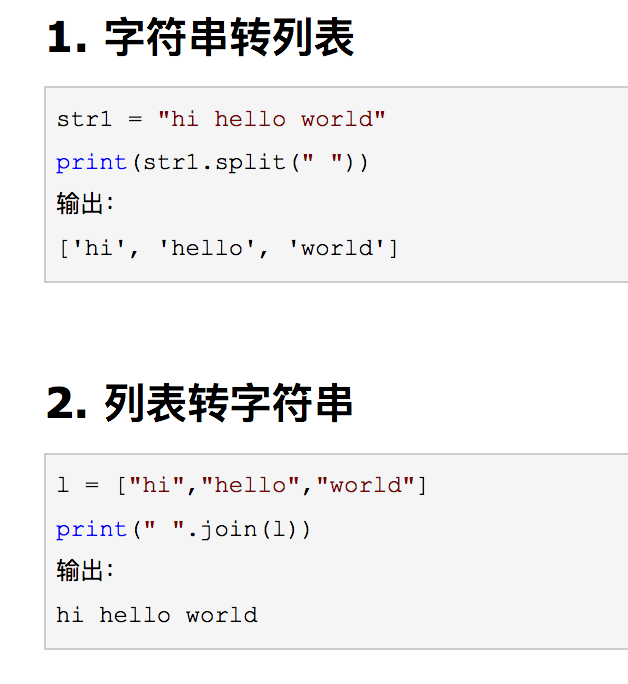 1. 字符串转列表
str1 = "hi hello world"
print(str1.split(" "))
输出:
['hi', 'hello', 'world']
2. 列表转字符串
l = ["hi","hello","world"]
print(" ".join(l))
输出:
hi hello world